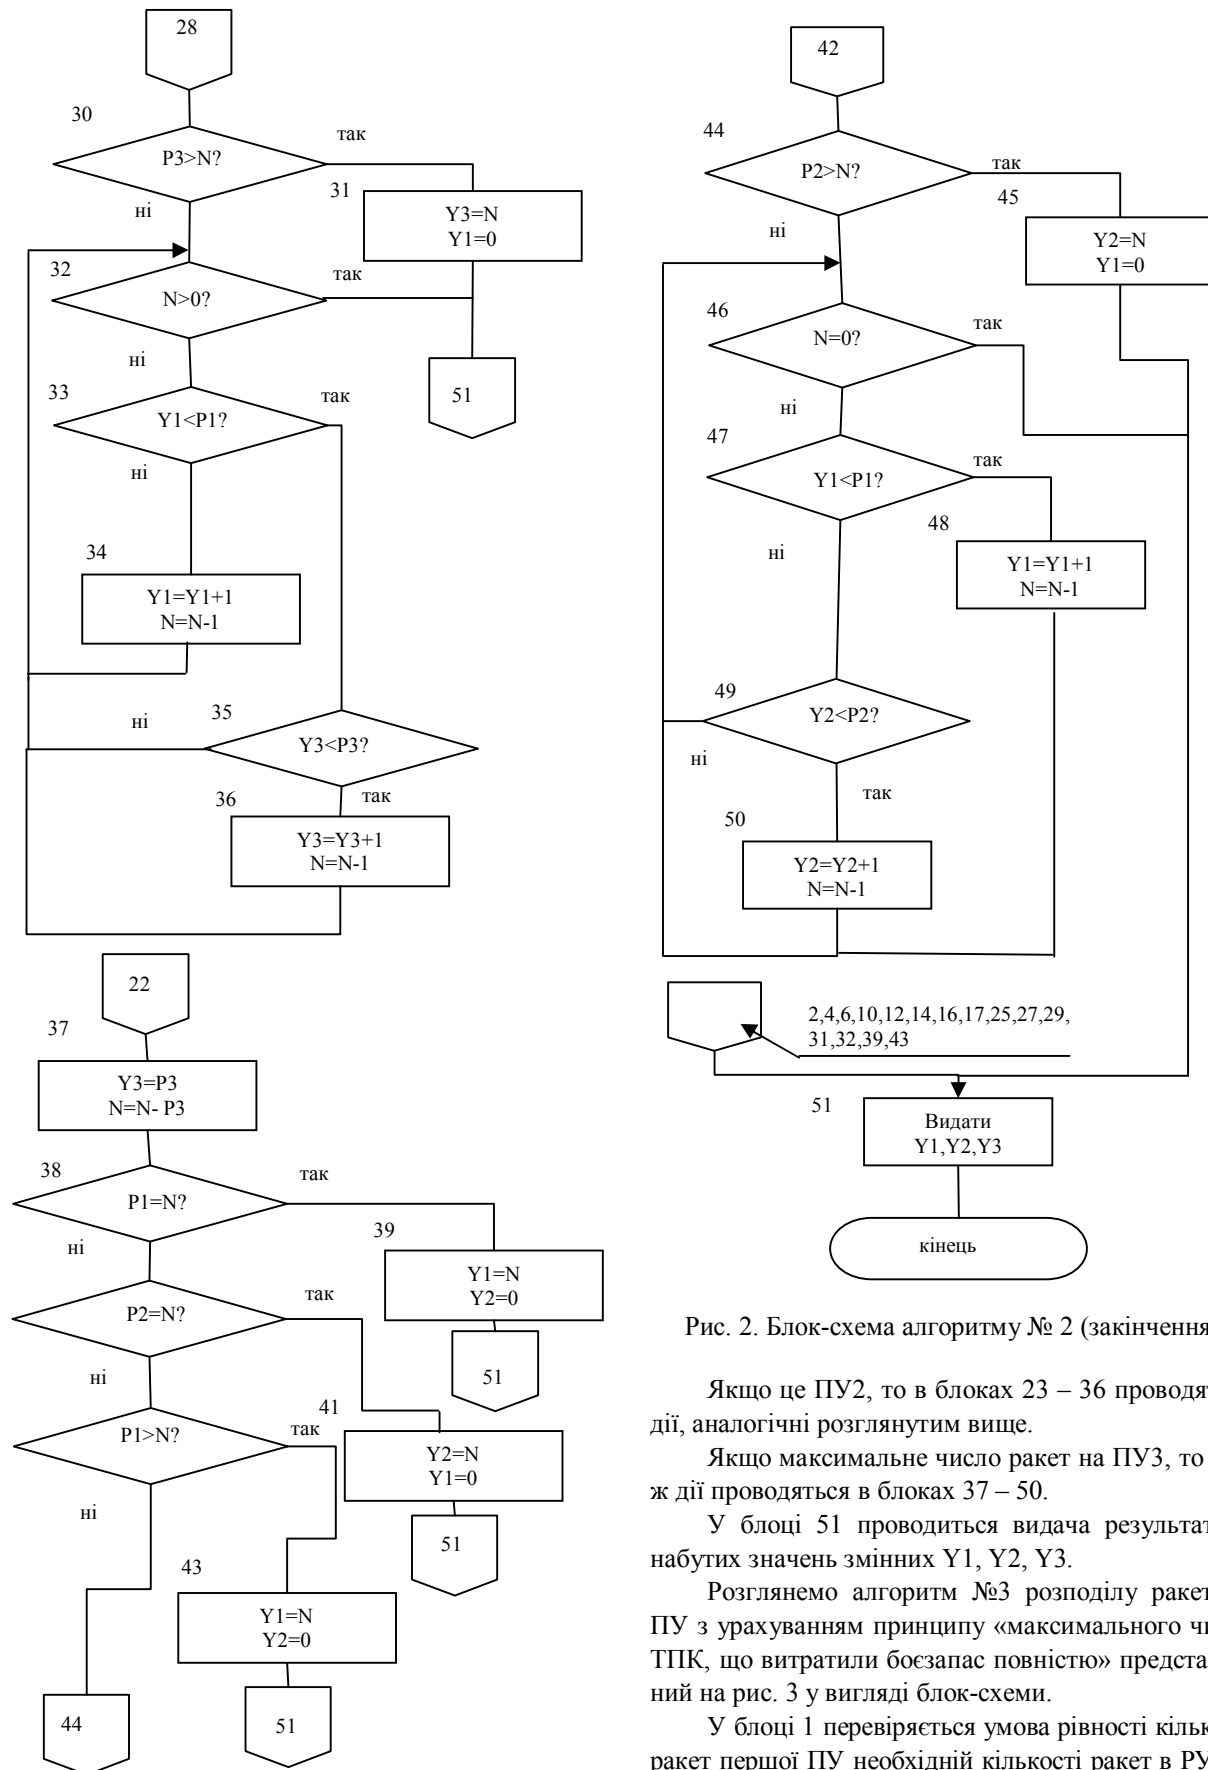 28
30
P3>N?
так
31
ні
Y3=N
Y1=0
32
N>0?
так
ні
51
33
Y1<P1?
так
ні
34
Y1=Y1+1
N=N-1
35
ні
Y3<P3?
36
так
Y3=Y3+1
N=N-1
22
37
Y3=P3
N=N- P3
38
P1=N?
так
39
ні
Y1=N
Y2=0
51
P2=N?
так
ні
41
P1>N?
так
Y2=N
Y1=0
51
ні
43
Y1=N
Y2=0
44
51
42
44
P2>N?
так
45
ні
Y2=N
Y1=0
46
N=0?
так
ні
47
Y1<P1?
так
48
ні
Y1=Y1+1
N=N-1
49
Y2<P2?
ні
так
50
Y2=Y2+1
N=N-1
2,4,6,10,12,14,16,17,25,27,29,
31,32,39,43
51
Видати
Y1,Y2,Y3
кінець
Рис. 2. Блок-схема алгоритму № 2 (закінчення
Якщо це ПУ2, то в блоках 23 – 36 проводят
дії, аналогічні розглянутим вище.
Якщо максимальне число ракет на ПУ3, то
ж дії проводяться в блоках 37 – 50.
У блоці 51 проводиться видача результат
набутих значень змінних Y1, Y2, Y3.
Розглянемо алгоритм №3 розподілу ракет
ПУ з урахуванням принципу «максимального чи
ТПК, що витратили боєзапас повністю» предста
ний на рис. 3 у вигляді блок-схеми.
У блоці 1 перевіряється умова рівності кільк
ракет першої ПУ необхідній кількості ракет в РУ